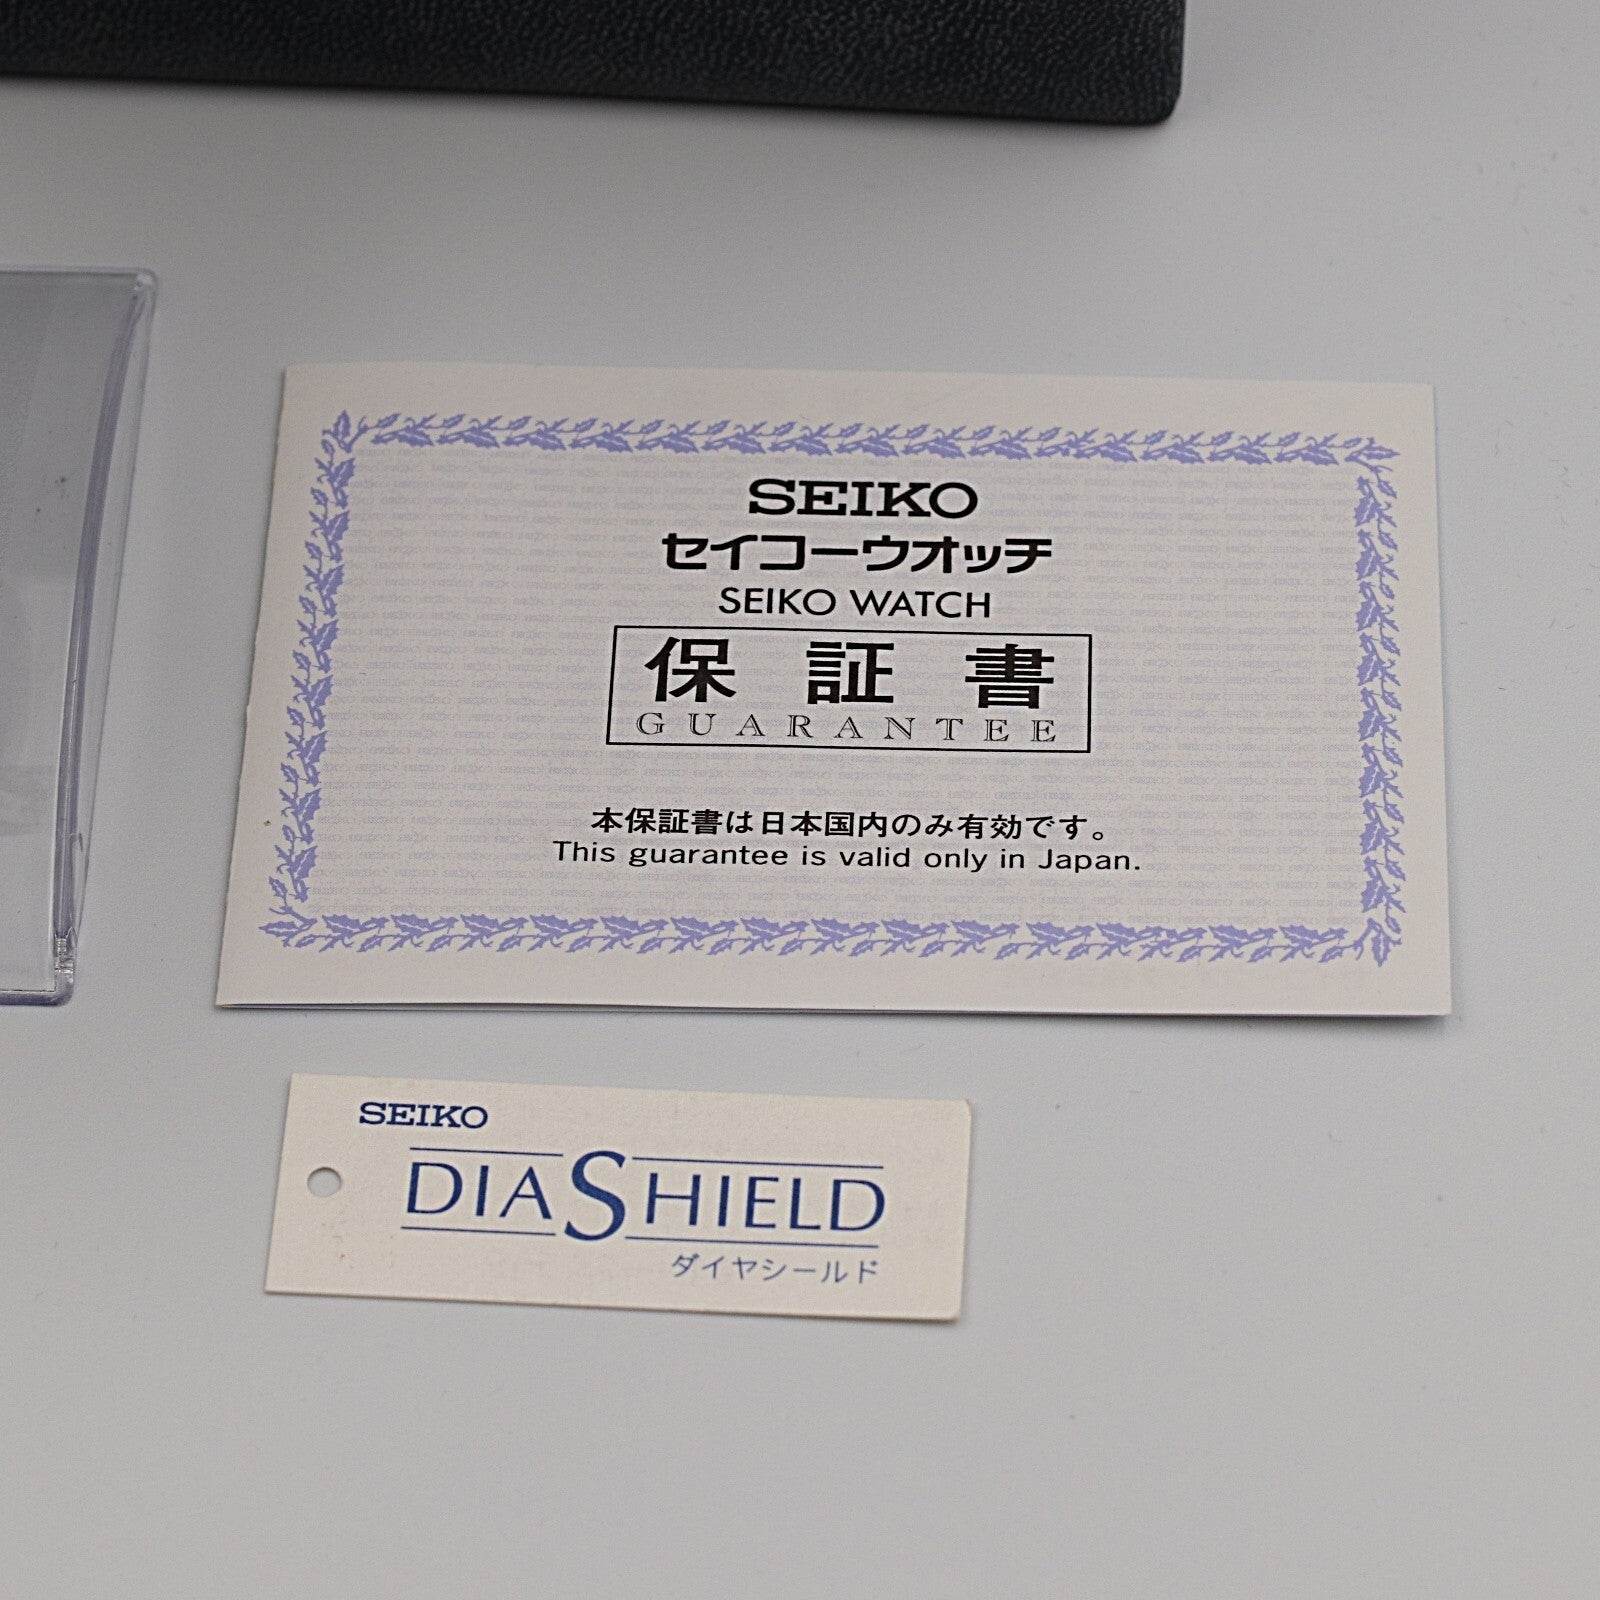 SEIKO
セイコーウオッチ
SEIKO WATCH
保証書
GUARANTEE
本保証書は日本国内のみ有効です。
This guarantee is valid only in Japan.
SEIKO
DIASHIELD
ダイヤシールド